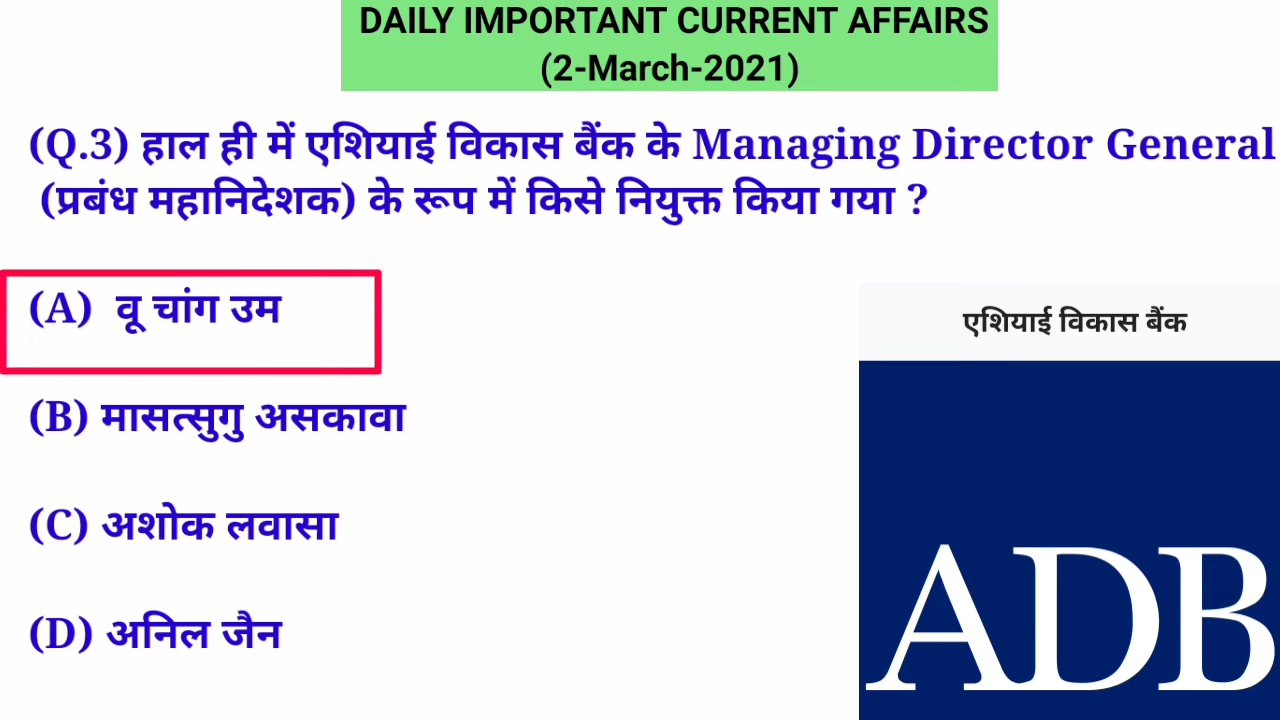 DAILY IMPORTANT CURRENT AFFAIRS
(2-March-2021)
(Q.3) हाल ही में एशियाई विकास बैंक के Managing Director General
(प्रबंध महानिदेशक) के रूप में किसे नियुक्त किया गया ?
(A) वू चांग उम
एशियाई विकास बैंक
(B) मासत्सुगु असकावा
(C) अशोक लवासा
(D) अनिल जैन
ADB